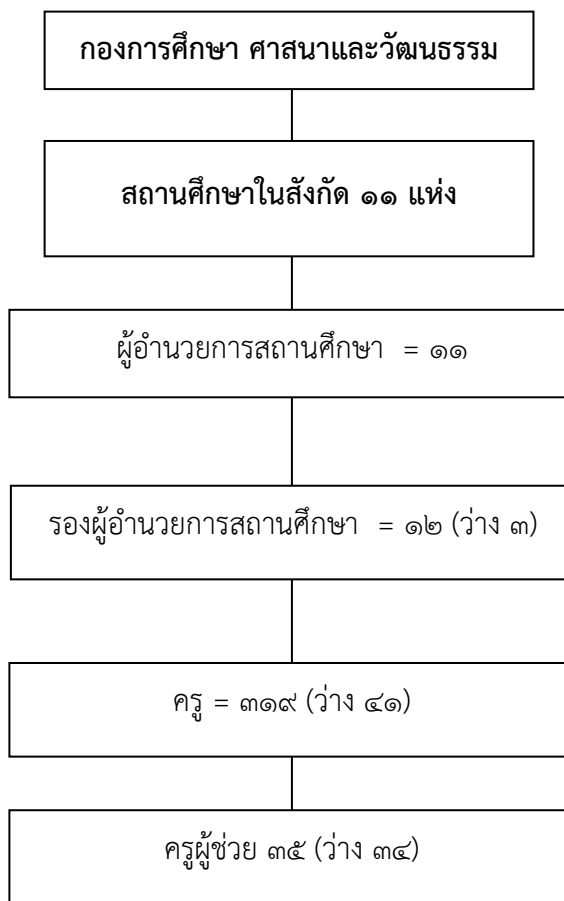 กองการศึกษา ศาสนาและวัฒนธรรม
สถานศึกษาในสังกัด ๑๑ แห่ง
ผู้อำนวยการสถานศึกษา = ๑๑
รองผู้อำนวยการสถานศึกษา = ๑๒ (ว่าง ๓)
ครู = ๓๑๙ (ว่าง ๔๑)
ครูผู้ช่วย ๓๕ (ว่าง ๓๔)